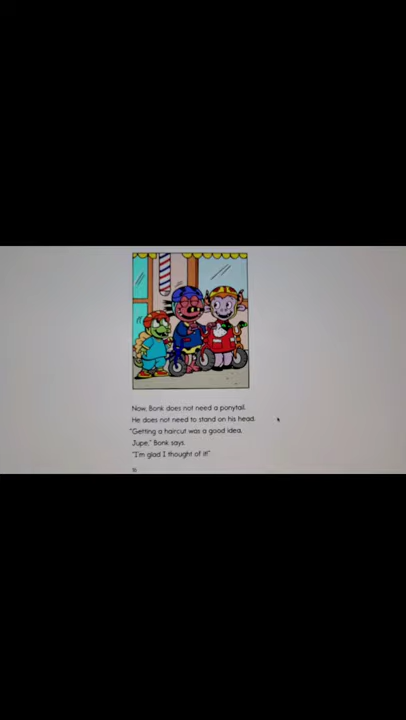 Now, Bonk does not need a ponytail.
He does not need to stand on his head.
"Getting a haircut was a good idea,
Jupe," Bonk says.
"I'm glad I thought of it!"